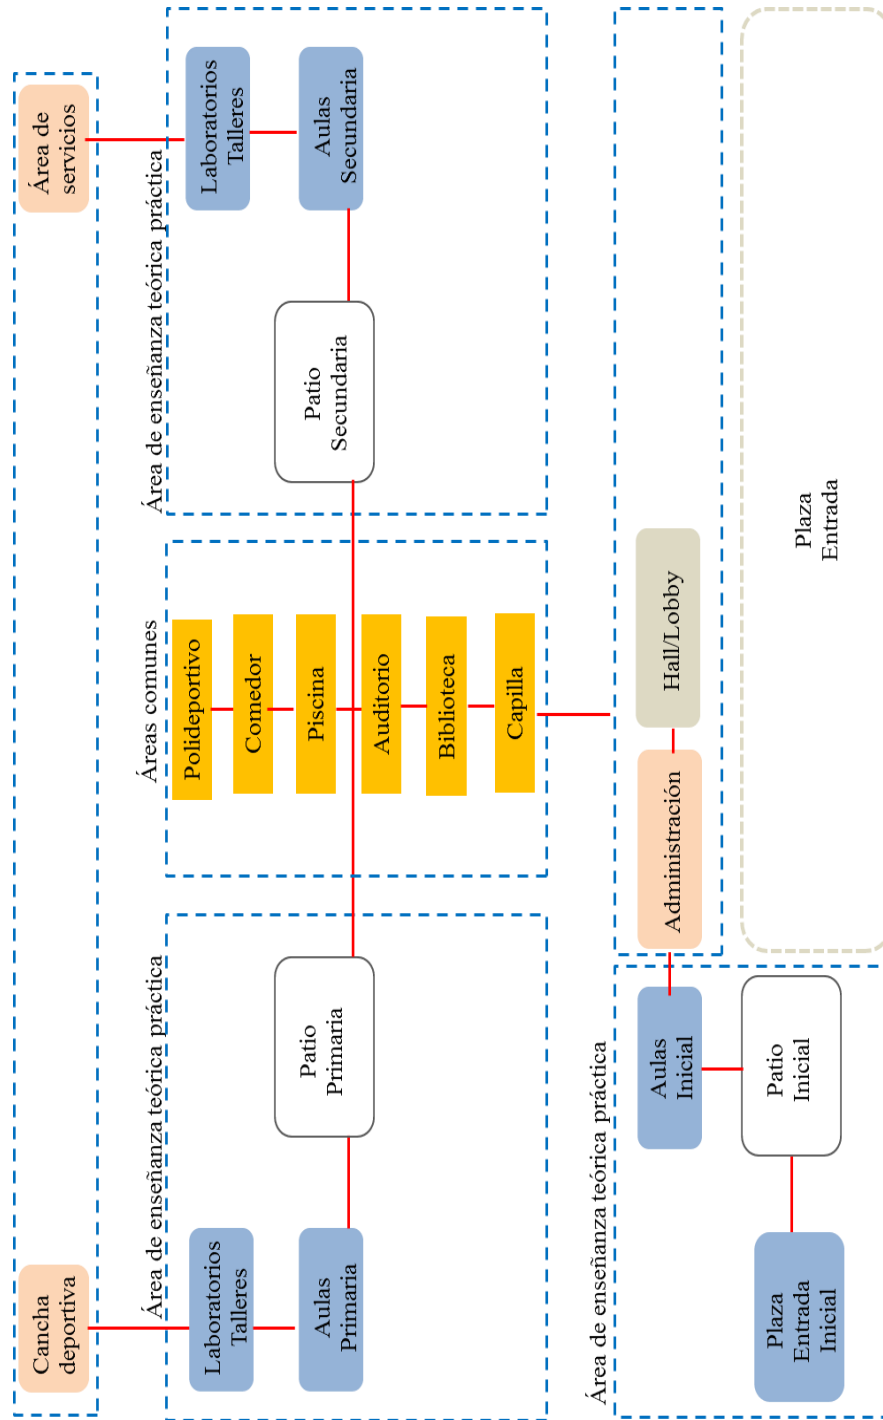 Cancha
deportiva
Área de
servicios
Área de enseñanza teórica práctica
Laboratorios
Talleres
Aulas
Primaria
Patio
Primaria
Áreas comunes
Polideportivo
Comedor
Piscina
Auditorio
Biblioteca
Capilla
Área de enseñanza teórica práctica
Patio
Secundaria
Laboratorios
Talleres
Aulas
Secundaria
Área de enseñanza teórica práctica
Aulas
Inicial
Patio
Inicial
Plaza
Entrada
Inicial
Administración
Hall/Lobby
Plaza
Entrada